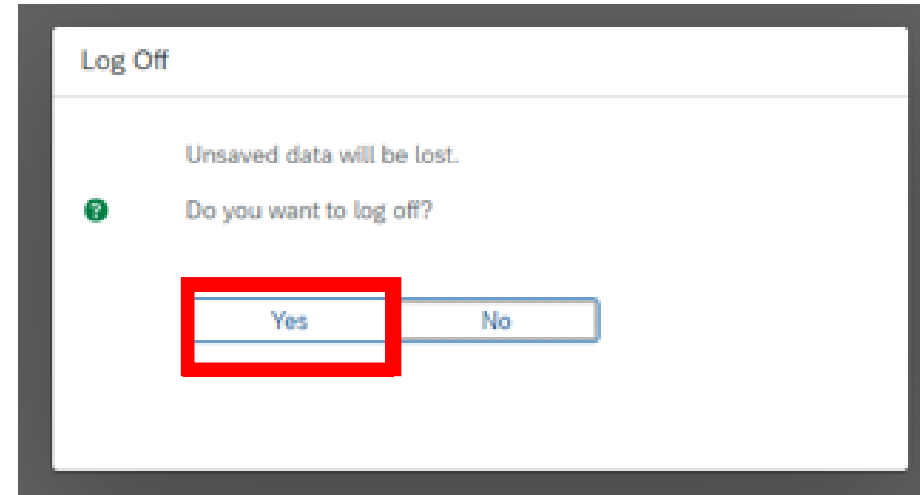 Log Off
Unsaved data will be lost.
Do you want to log off?
Yes No